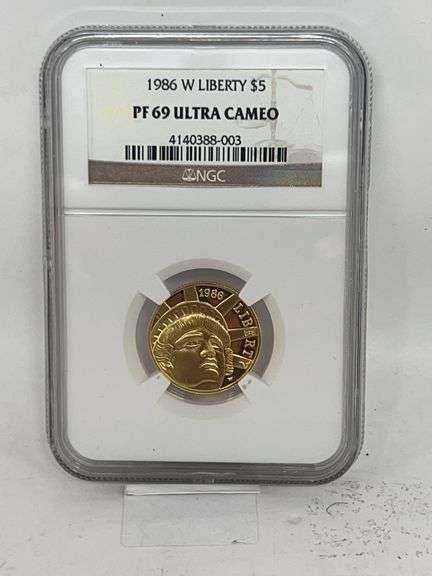 1986 W LIBERTY $5
PF 69 ULTRA CAMEO
4140388-003
NGC
1986
LIBERTY